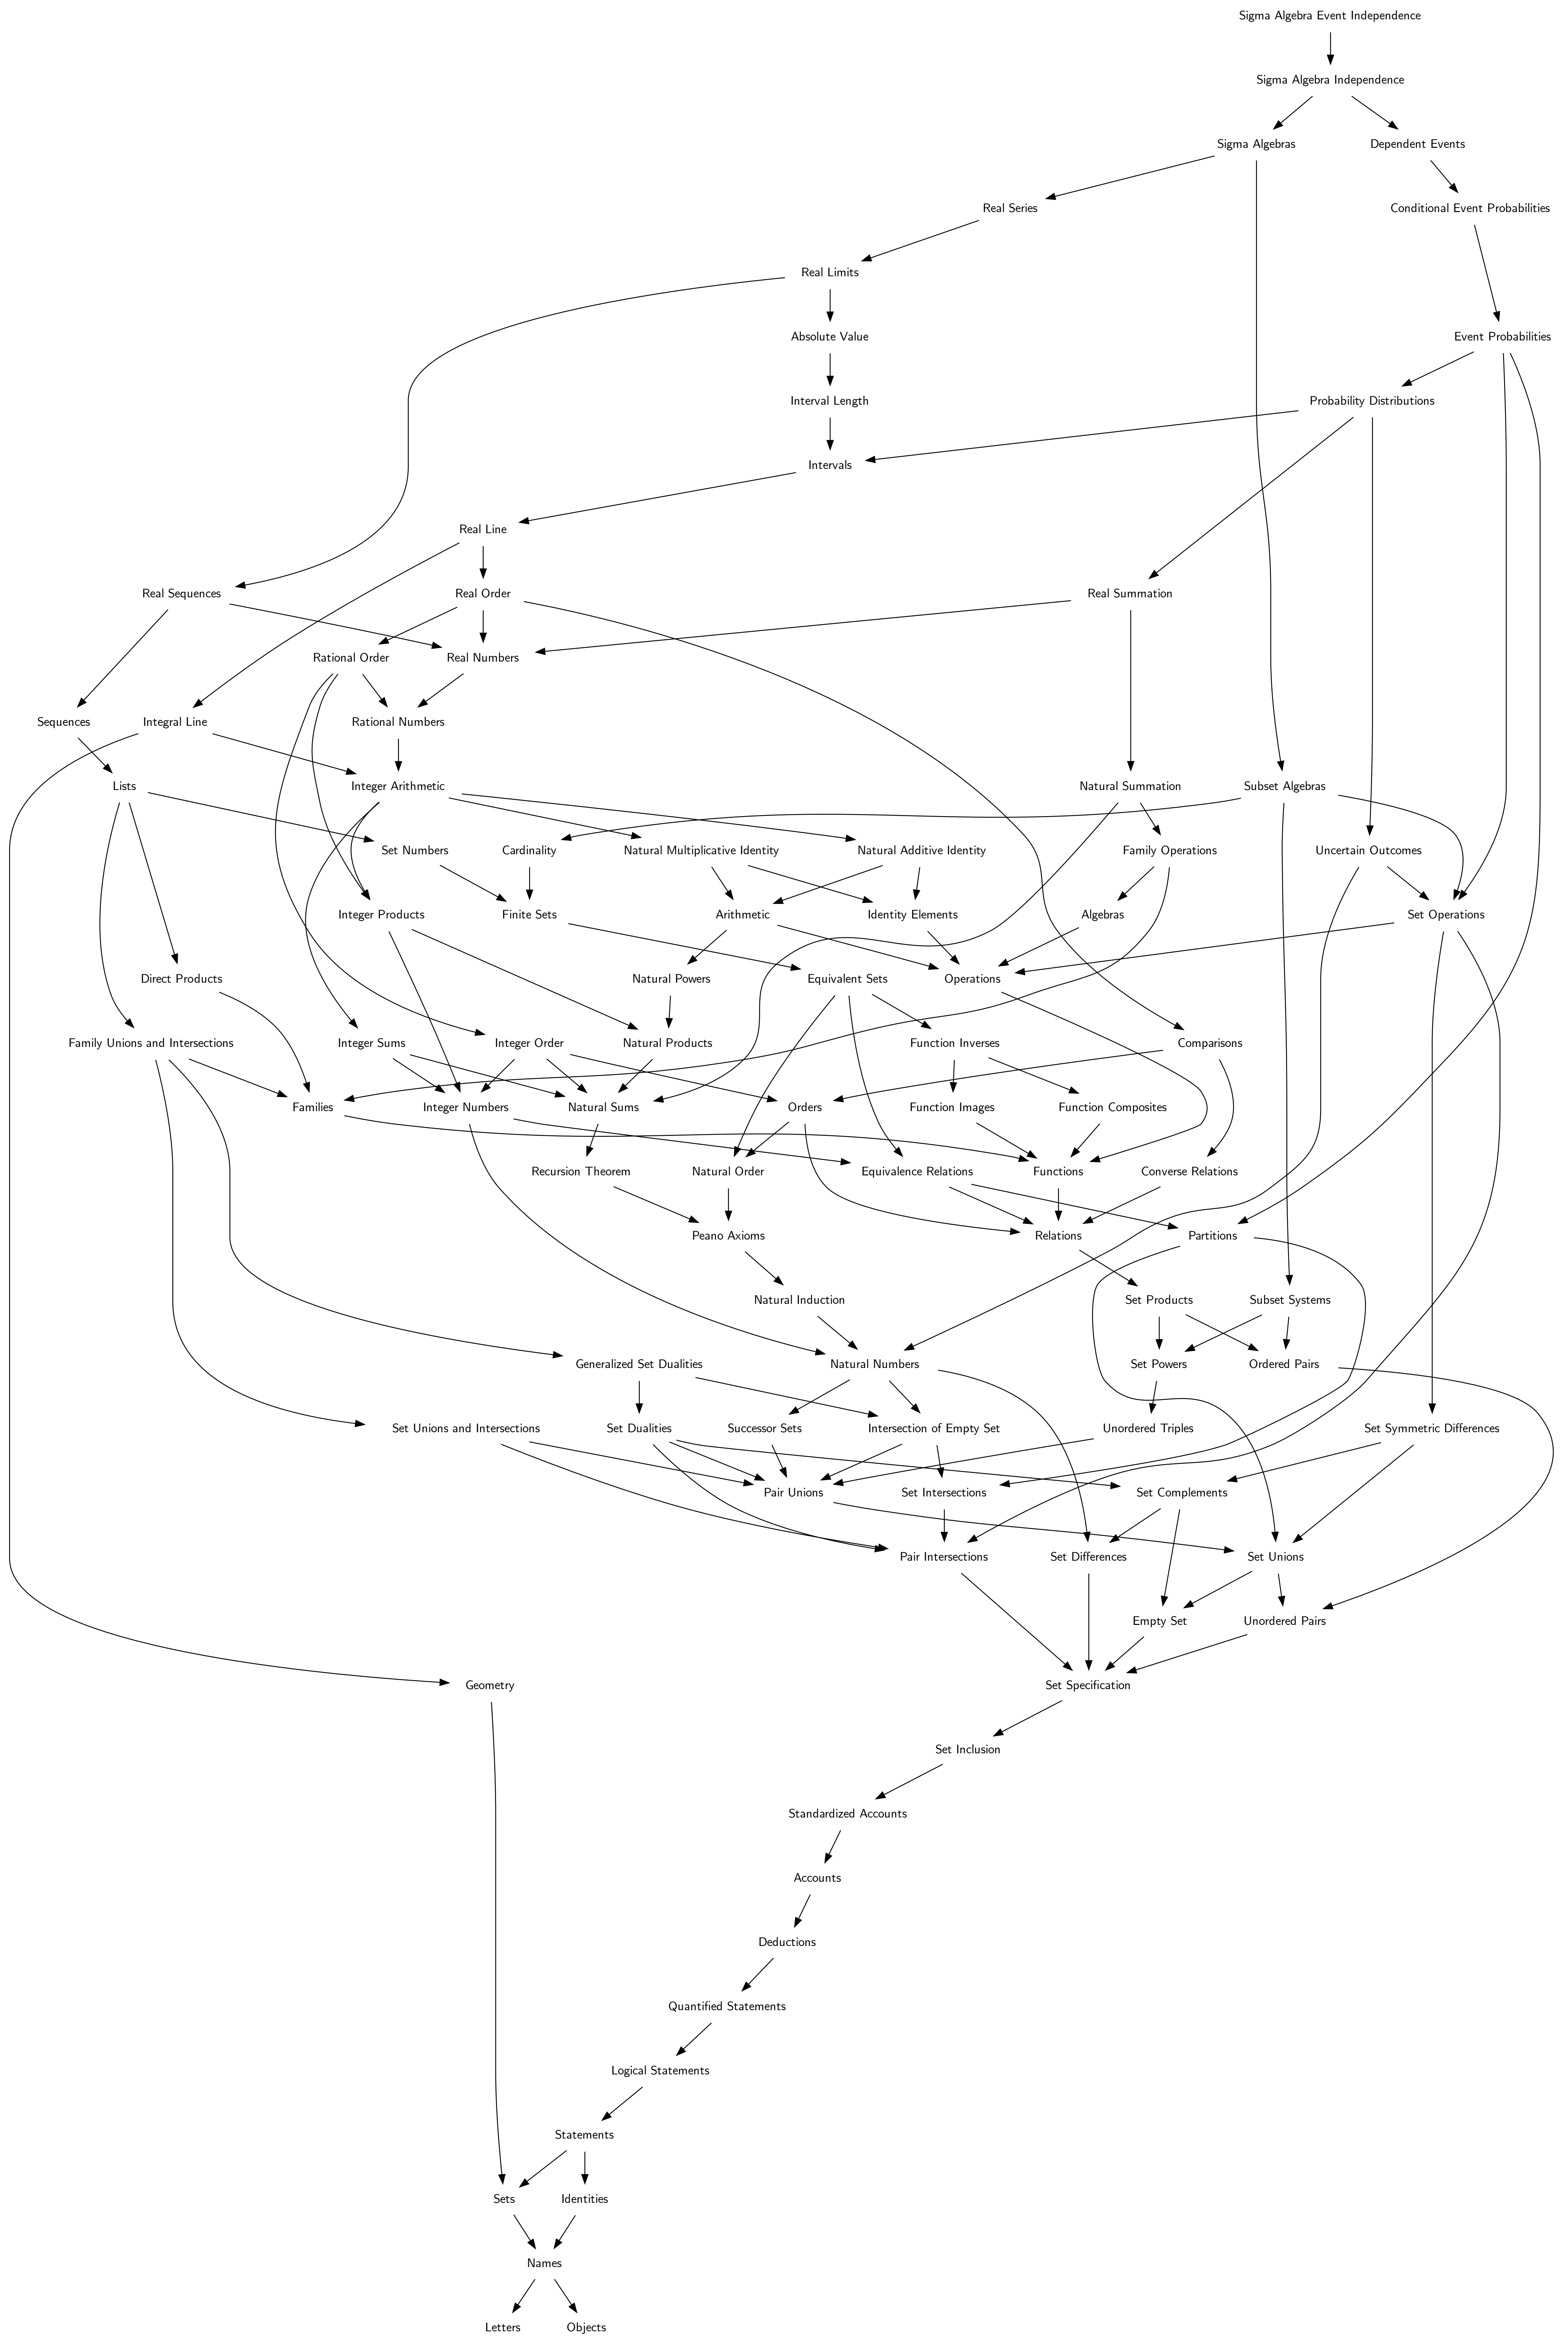 Sigma Algebra Event Independence
Sigma Algebra Independence
Sigma Algebras
Dependent Events
Real Series
Conditional Event Probabilities
Real Limits
Absolute Value
Event Probabilities
Interval Length
Probability Distributions
Intervals
Real Line
Real Sequences
Real Order
Real Summation
Rational Order
Real Numbers
Sequences
Integral Line
Rational Numbers
Lists
Integer Arithmetic
Natural Summation
Subset Algebras
Set Numbers
Cardinality
Natural Multiplicative Identity
Natural Additive Identity
Family Operations
Uncertain Outcomes
Integer Products
Finite Sets
Arithmetic
Identity Elements
Algebras
Set Operations
Direct Products
Natural Powers
Equivalent Sets
Operations
Family Unions and Intersections
Integer Sums
Integer Order
Natural Products
Function Inverses
Comparisons
Families
Integer Numbers
Natural Sums
Orders
Function Images
Function Composites
Recursion Theorem
Natural Order
Equivalence Relations
Functions
Converse Relations
Peano Axioms
Relations
Partitions
Natural Induction
Set Products
Subset Systems
Generalized Set Dualities
Natural Numbers
Set Powers
Ordered Pairs
Set Unions and Intersections
Set Dualities
Successor Sets
Intersection of Empty Set
Unordered Triples
Set Symmetric Differences
Pair Unions
Set Intersections
Set Complements
Pair Intersections
Set Differences
Set Unions
Empty Set
Unordered Pairs
Geometry
Set Specification
Set Inclusion
Standardized Accounts
Accounts
Deductions
Quantified Statements
Logical Statements
Statements
Sets
Identities
Names
Letters
Objects